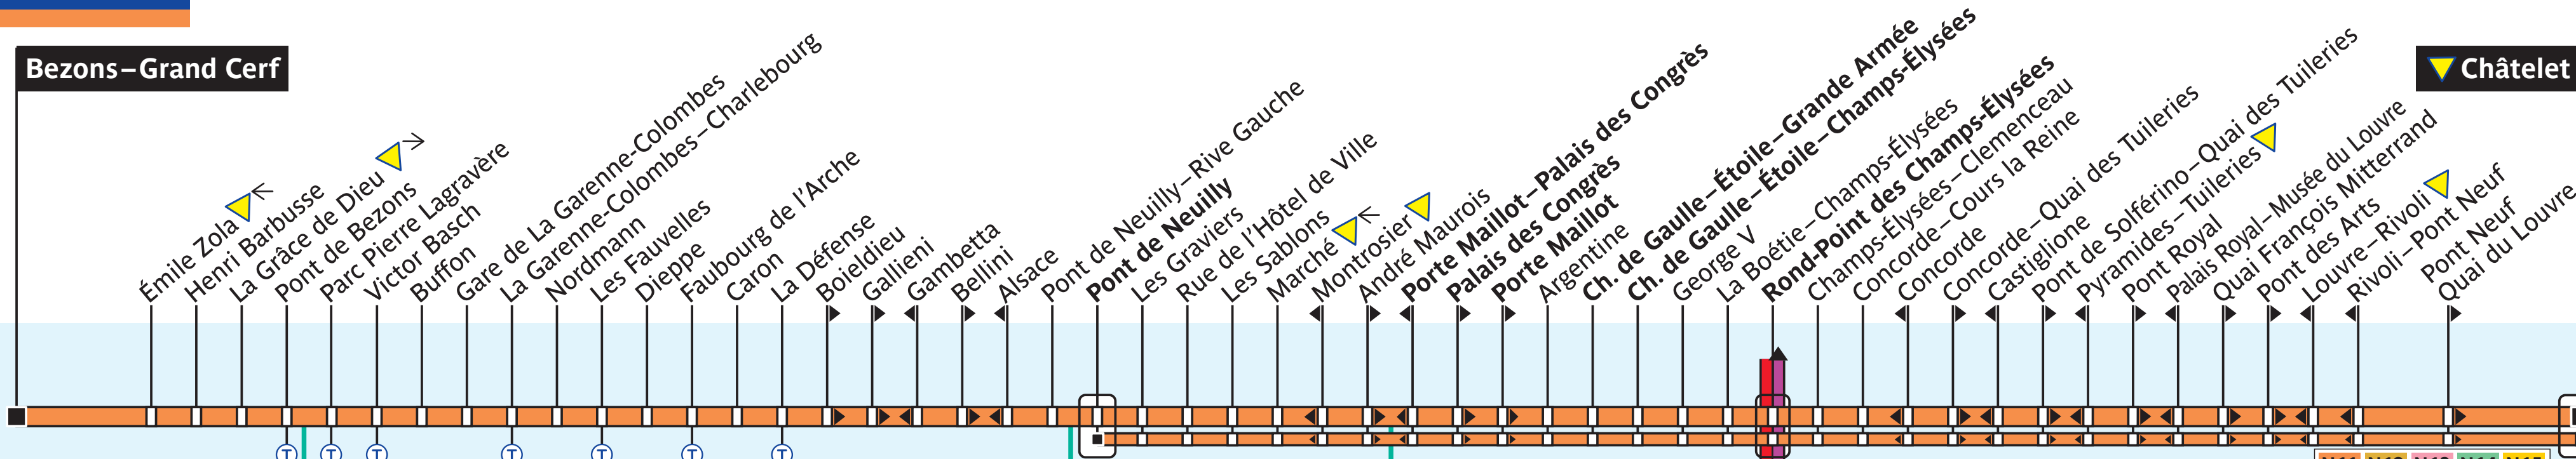 Bezons–Grand Cerf
Émile Zola
Henri Barbusse
La Grâce de Dieu
Pont de Bezons
Parc Pierre Lagravère
Victor Basch
Buffon
Gare de La Garenne-Colombes
La Garenne-Colombes–Charlebourg
Nordmann
Les Fauvelles
Dieppe
Faubourg de l’Arche
Caron
La Défense
Boieldieu
Gallieni
Gambetta
Bellini
Alsace
Pont de Neuilly–Rive Gauche
Pont de Neuilly
Les Graviers
Rue de l’Hôtel de Ville
Les Sablons
Marché
Montrosier
André Maurois
Porte Maillot–Palais des Congrès
Palais des Congrès
Porte Maillot
Argentine
Ch. de Gaulle–Étoile–Grande Armée
Ch. de Gaulle–Étoile–Champs-Élysées
George V
La Boétie–Champs-Élysées
Rond-Point des Champs-Élysées
Champs-Élysées–Clemenceau
Concorde–Cours la Reine
Concorde
Concorde–Quai des Tuileries
Castiglione
Pont de Solférino–Quai des Tuileries
Pyramides–Tuileries
Pont Royal
Palais Royal–Musée du Louvre
Quai François Mitterrand
Pont des Arts
Louvre–Rivoli
Rivoli–Pont Neuf
Pont Neuf
Quai du Louvre
Châtelet
T
T
T
T
T
T
T